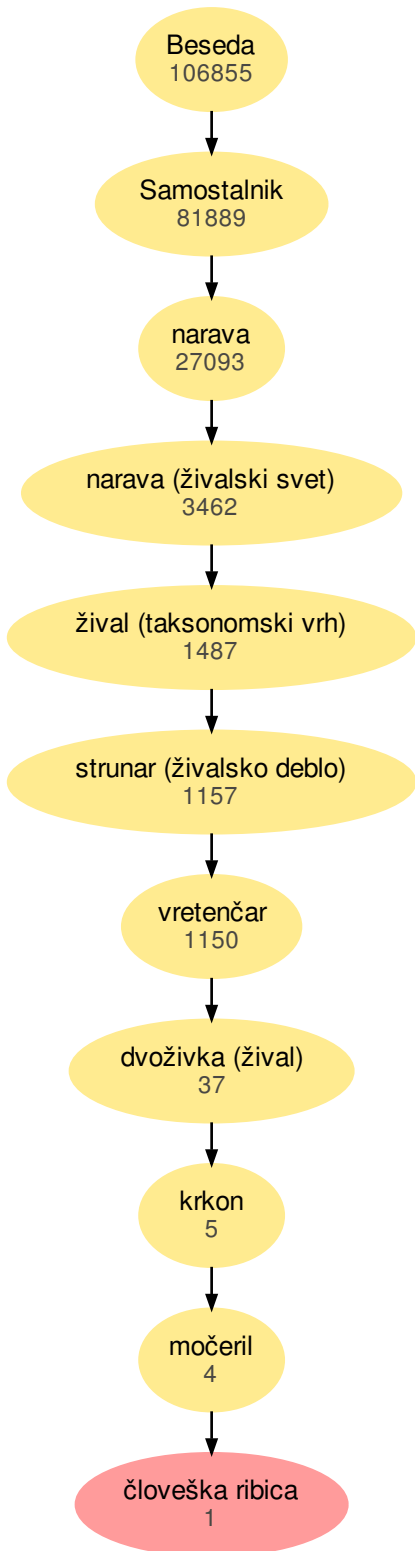 Beseda
106855
Samostalnik
81889
narava
27093
narava (živalski svet)
3462
žival (taksonomski vrh)
1487
strunar (živalsko deblo)
1157
vretenčar
1150
dvoživka (žival)
37
krkon
5
močeril
4
človeška ribica
1